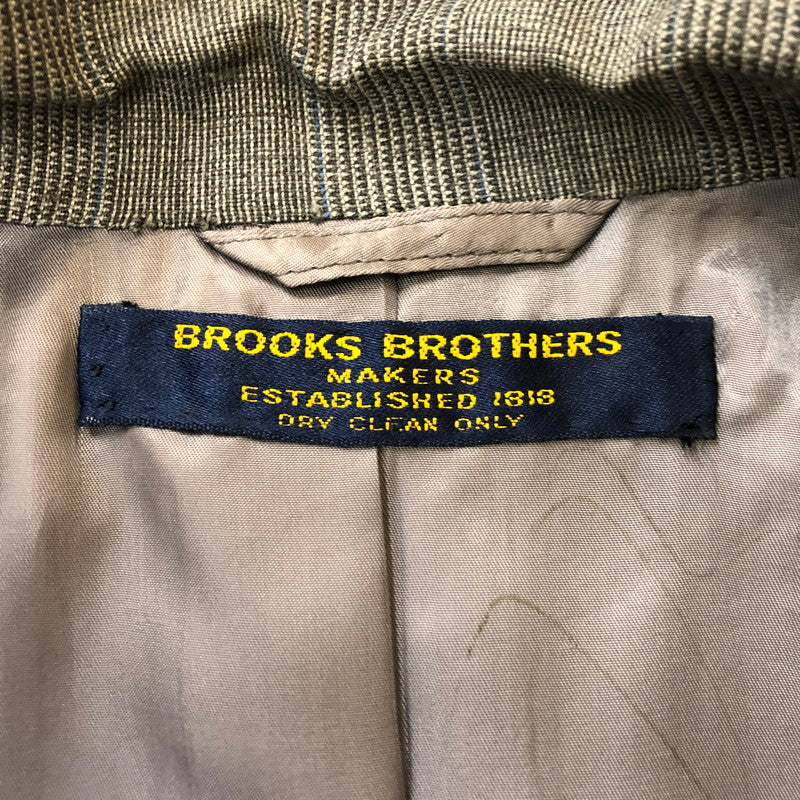 BROOKS BROTHERS
MAKERS
ESTABLISHED 1818
DRY CLEAN ONLY